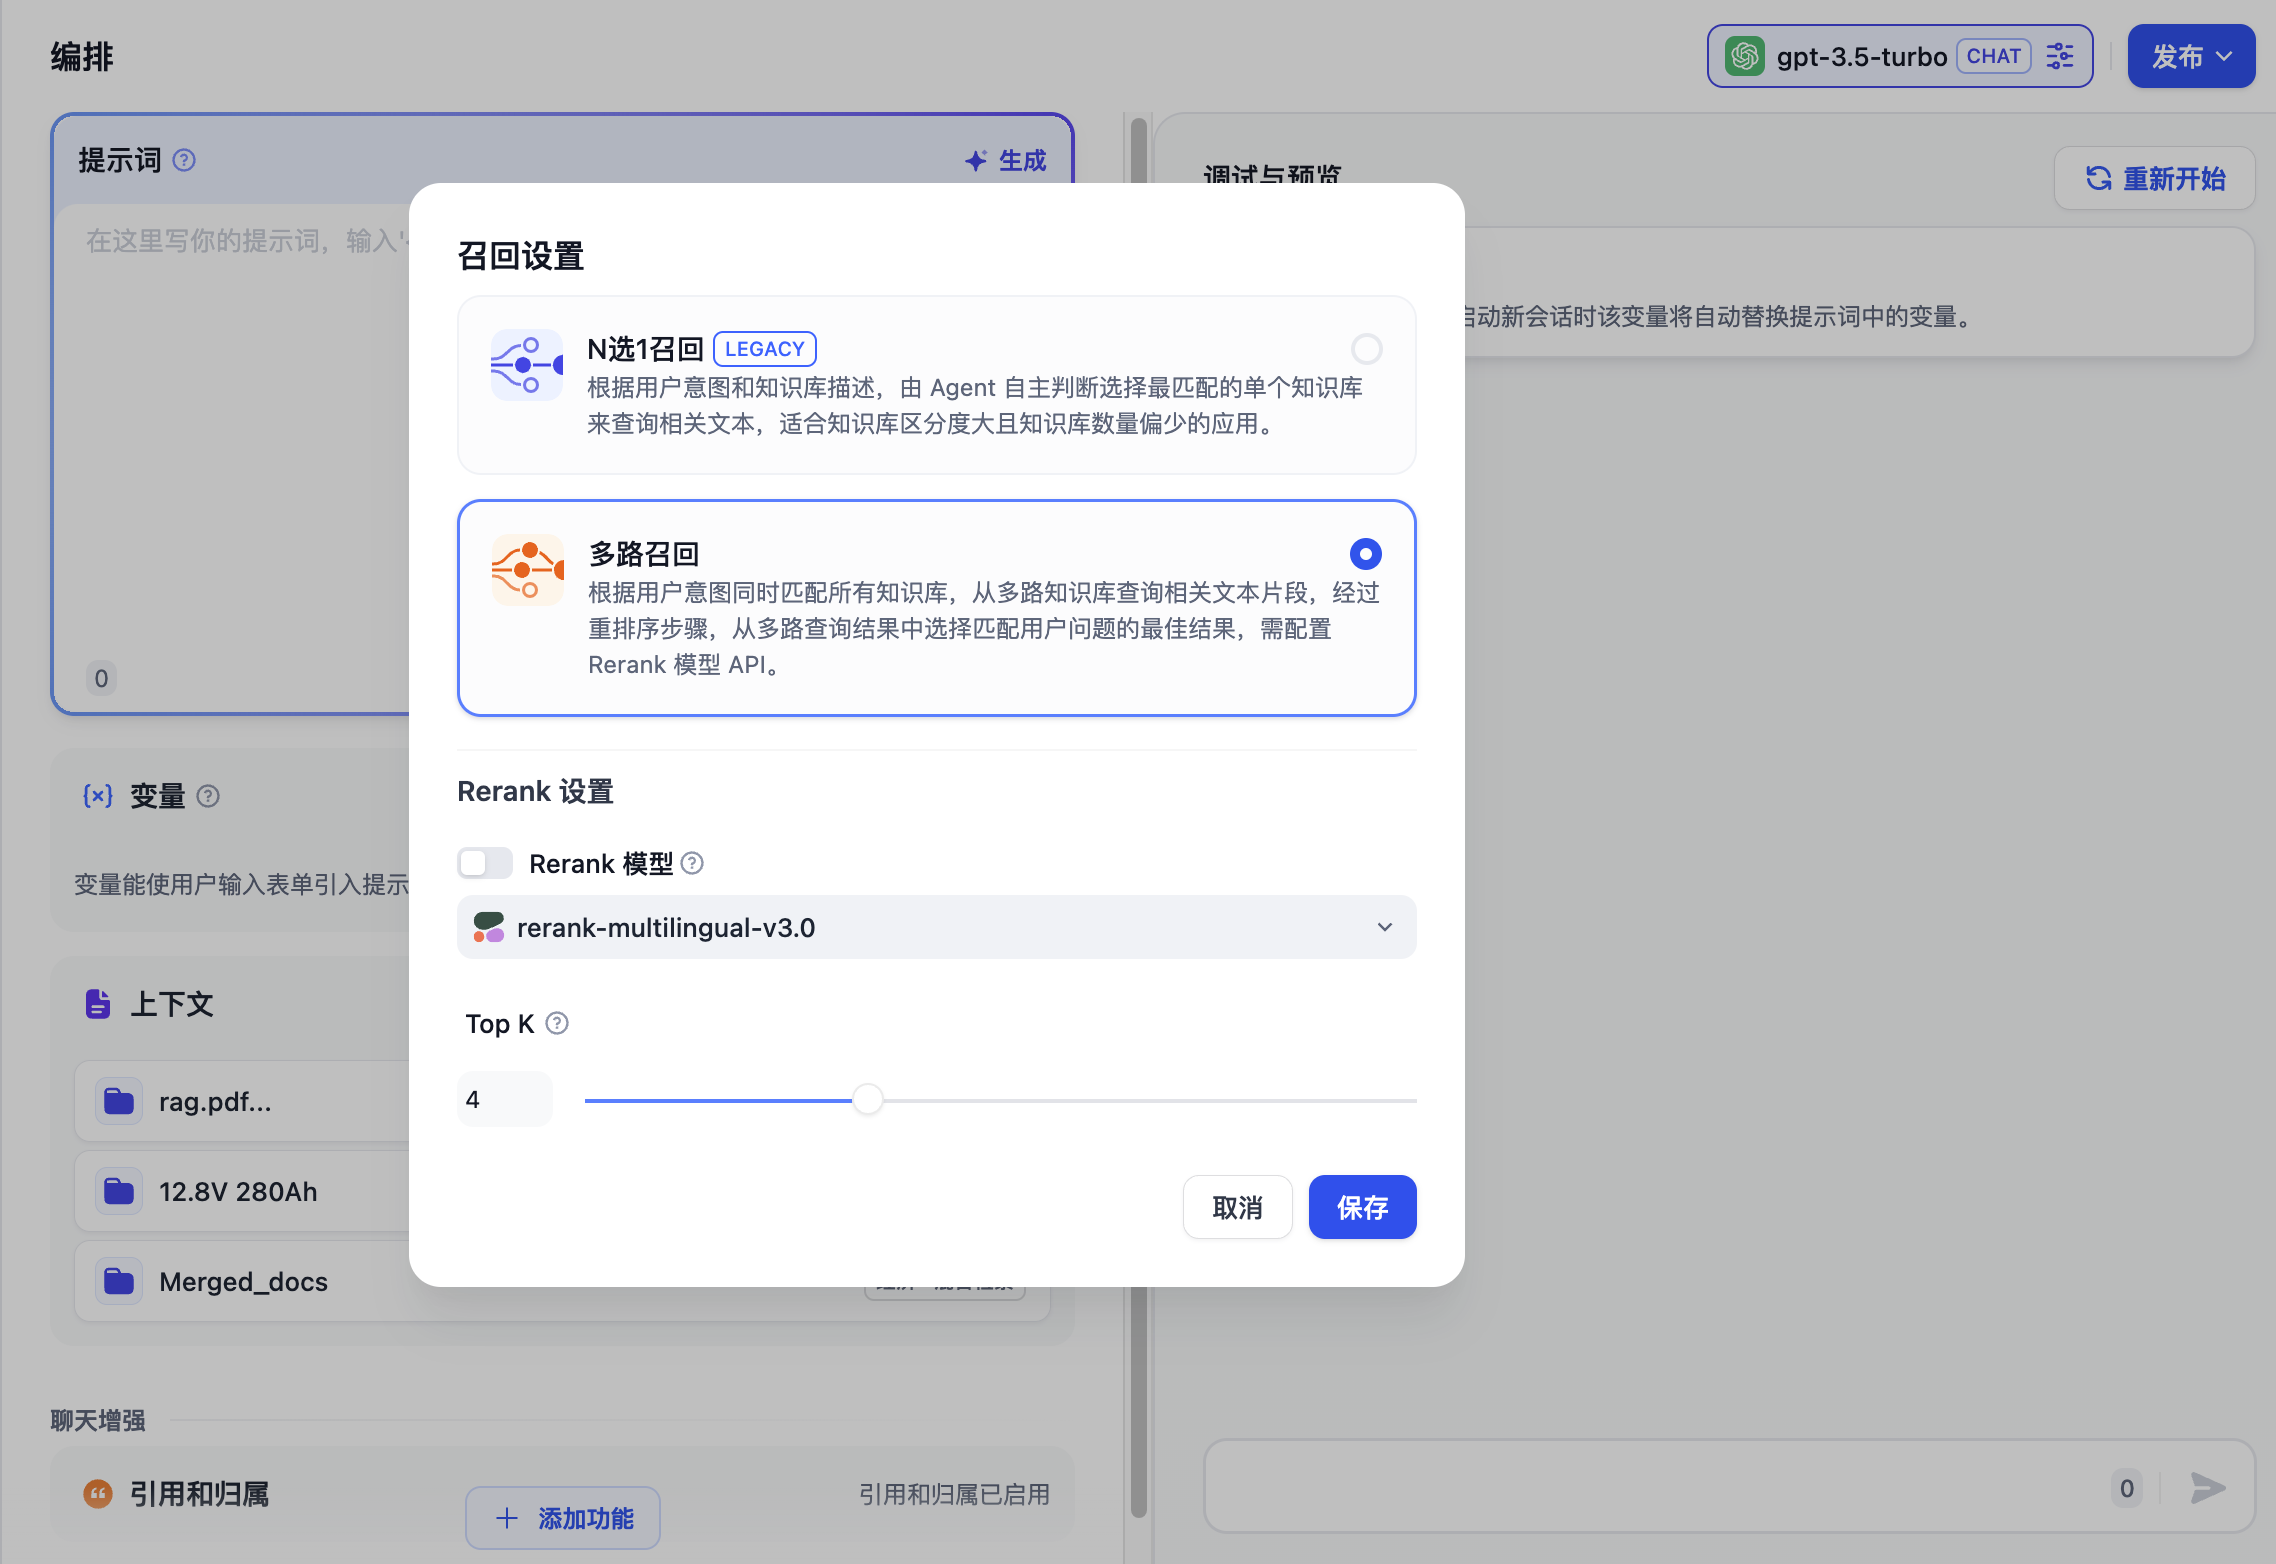 编排
gpt-3.5-turbo CHAT
发布
提示词
生成
在这里写你的提示词，输入'
0
调试与预览
重新开始
启动新会话时该变量将自动替换提示词中的变量。
召回设置
N选1召回 LEGACY
根据用户意图和知识库描述，由 Agent 自主判断选择最匹配的单个知识库
来查询相关文本，适合知识库区分度大且知识库数量偏少的应用。
多路召回
根据用户意图同时匹配所有知识库，从多路知识库查询相关文本片段，经过
重排序步骤，从多路查询结果中选择匹配用户问题的最佳结果，需配置
Rerank 模型 API。
Rerank 设置
Rerank 模型
rerank-multilingual-v3.0
Top K
4
取消
保存
变量
变量能使用户输入表单引入提示
上下文
rag.pdf...
12.8V 280Ah
Merged_docs
聊天增强
引用和归属
引用和归属已启用
添加功能
0